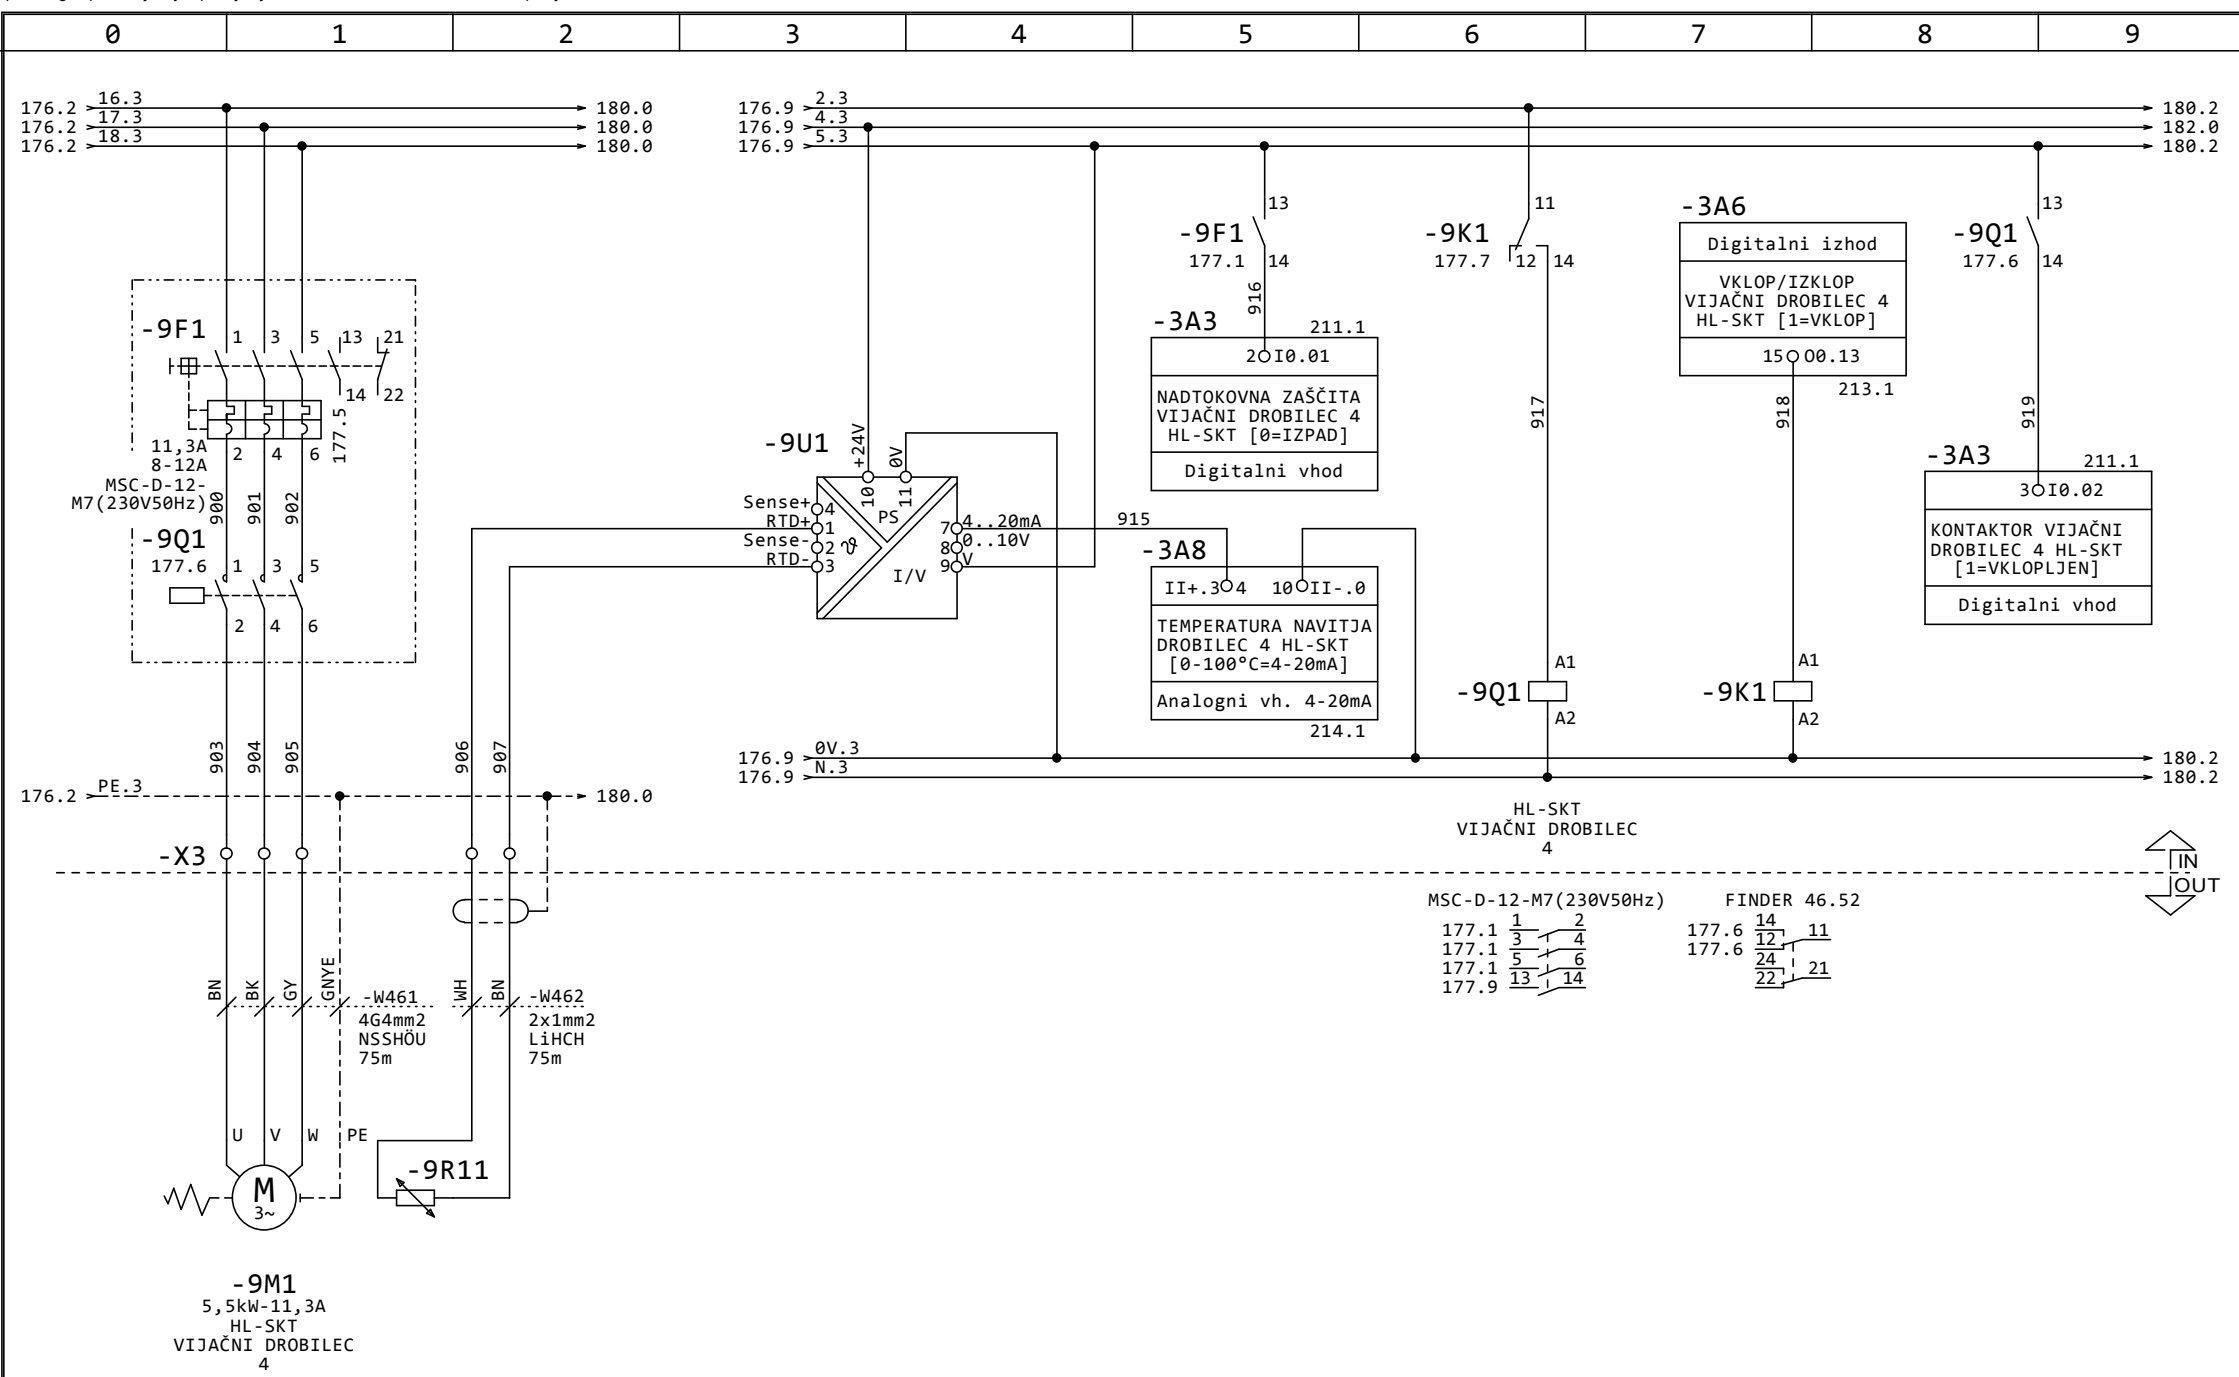 0 1 2 3 4 5 6 7 8 9
176.2 16.3 180.0
176.2 17.3 180.0
176.2 18.3 180.0
176.9 2.3 180.2
176.9 4.3 182.0
176.9 5.3 180.2
-9F1
1 3 5 13 21
14 22
2 4 6
177.5
11,3A
8-12A
MSC-D-12-
M7(230V50Hz)
900 901 902
-9Q1
177.6
1 3 5
2 4 6
903 904 905
906 907
176.2 PE.3 180.0
-X3
BN BK GY GNYE
-W461
4G4mm2
NSSHÖU
75m
WH BN
-W462
2x1mm2
LiHCH
75m
U V W PE
M
3~
-9R11
-9M1
5,5kW-11,3A
HL-SKT
VIJAČNI DROBILEC
4
-9U1
+24V 0V
10 11
PS
Sense+ 4
RTD+ 1
Sense- 2
RTD- 3
ϑ
I/V
7 4..20mA
8 0..10V
9 V
915
-9F1
177.1
13
14
916
-3A3
211.1
2 I0.01
NADTOKOVNA ZAŠČITA
VIJAČNI DROBILEC 4
HL-SKT [0=IZPAD]
Digitalni vhod
-3A8
II+.3 4 10 II-.0
TEMPERATURA NAVITJA
DROBILEC 4 HL-SKT
[0-100°C=4-20mA]
Analogni vh. 4-20mA
214.1
-9K1
177.7
11
12 14
917
-9Q1
A1
A2
-3A6
Digitalni izhod
VKLOP/IZKLOP
VIJAČNI DROBILEC 4
HL-SKT [1=VKLOP]
15 O0.13
213.1
918
-9K1
A1
A2
-9Q1
177.6
13
14
919
-3A3
211.1
3 I0.02
KONTAKTOR VIJAČNI
DROBILEC 4 HL-SKT
[1=VKLOPLJEN]
Digitalni vhod
176.9 0V.3 180.2
176.9 N.3 180.2
HL-SKT
VIJAČNI DROBILEC
4
IN
OUT
MSC-D-12-M7(230V50Hz)
177.1 1 2
177.1 3 4
177.1 5 6
177.9 13 14
FINDER 46.52
177.6 14
177.6 12 11
24
22 21